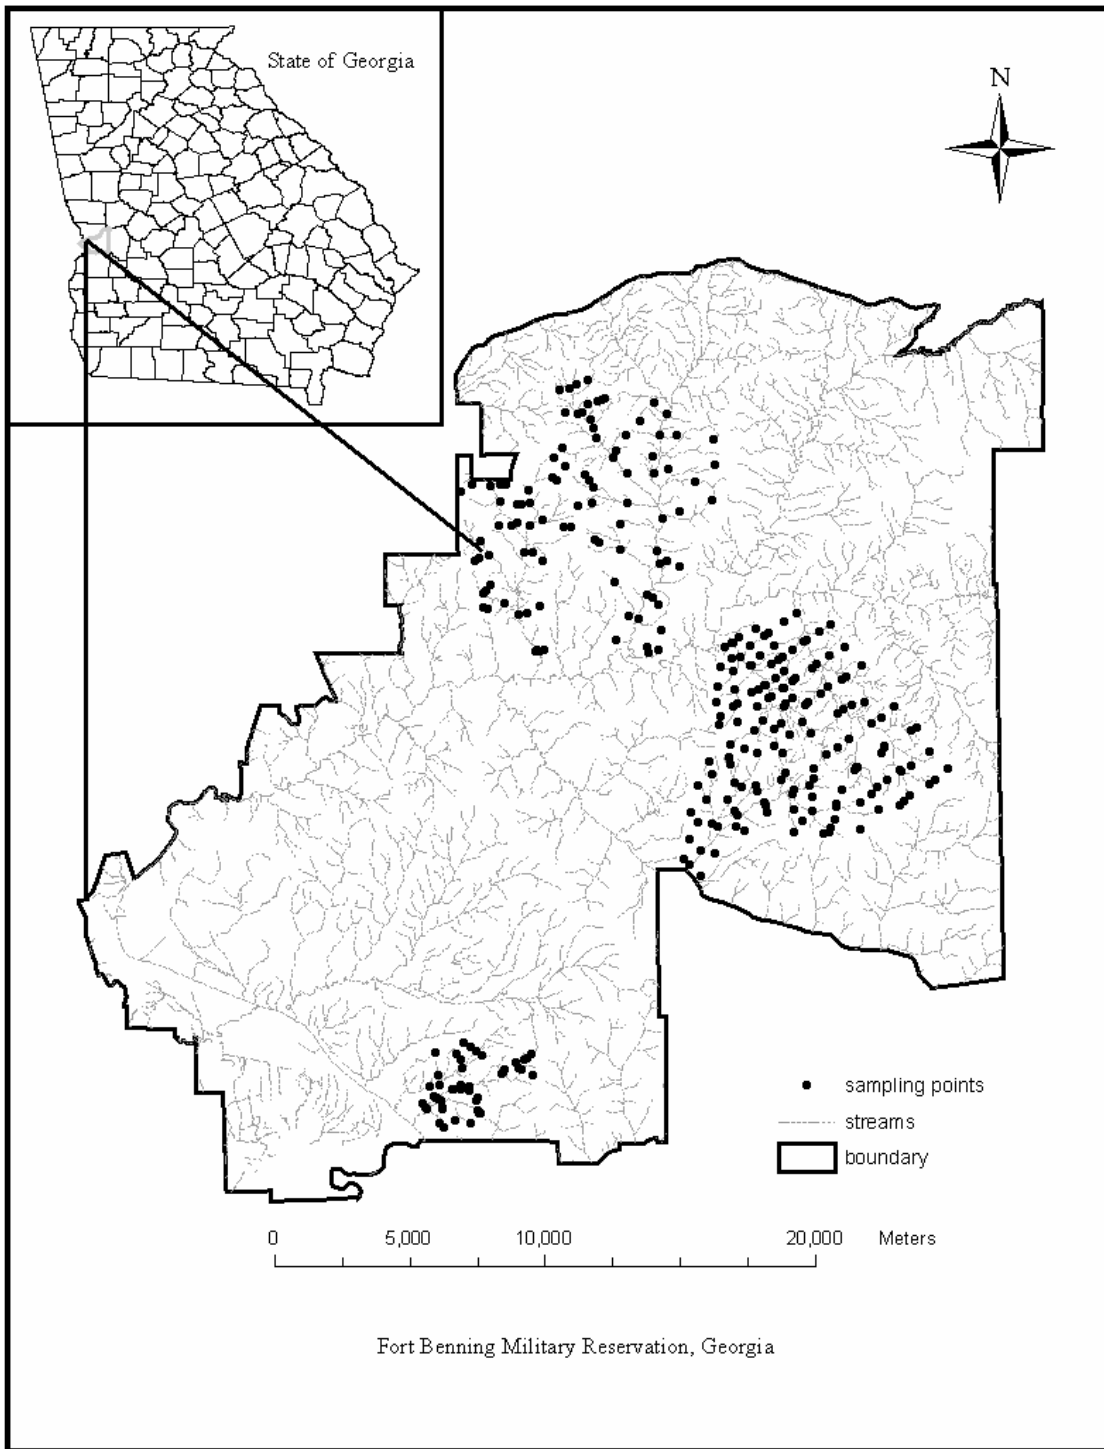 State of Georgia
N
sampling points
streams
boundary
0 5,000 10,000 20,000 Meters
Fort Benning Military Reservation, Georgia